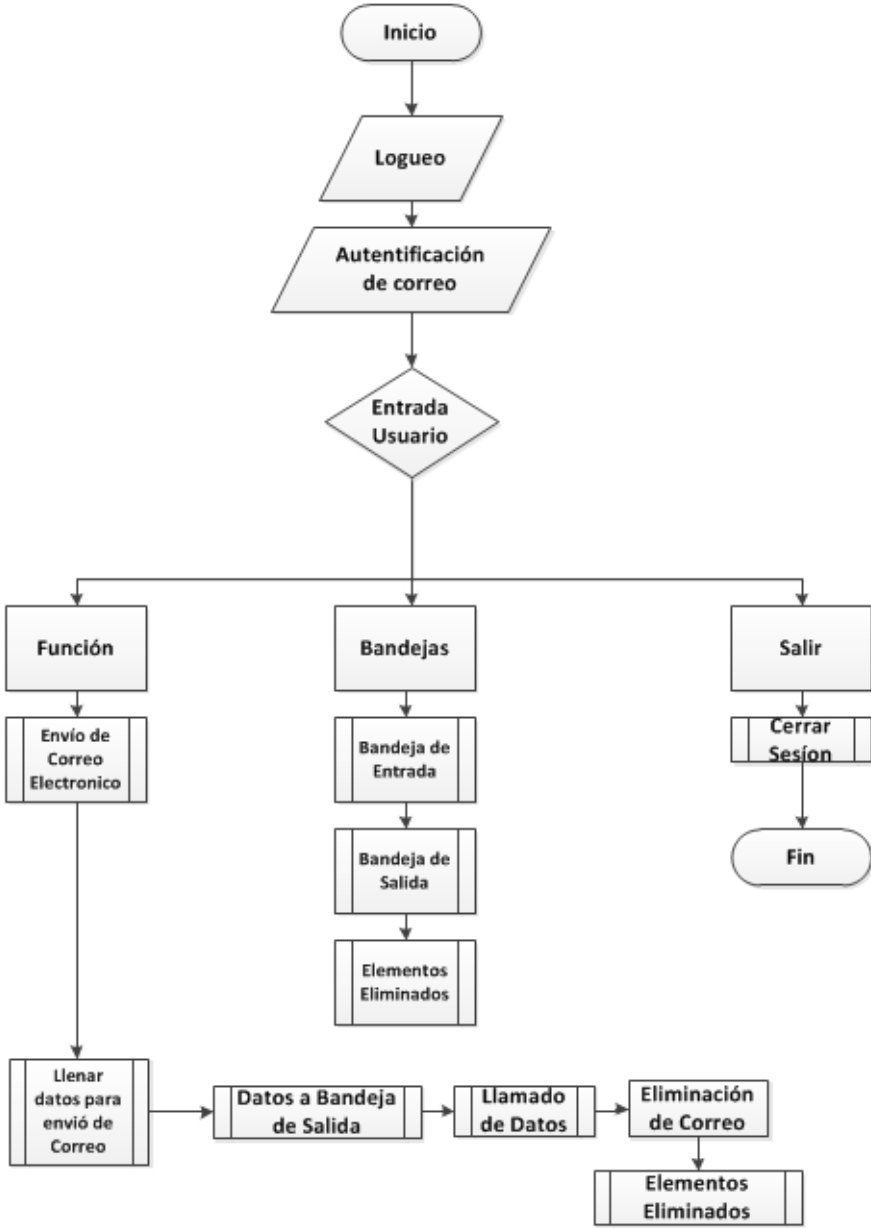 Inicio
Logueo
Autentificación
de correo
Entrada
Usuario
Función
Bandejas
Salir
Envío de
Correo
Electronico
Bandeja de
Entrada
Cerrar
Sesíon
Bandeja de
Salida
Fin
Elementos
Eliminados
Llenar
datos para
envió de
Correo
Datos a Bandeja
de Salida
Llamado
de Datos
Eliminación
de Correo
Elementos
Eliminados